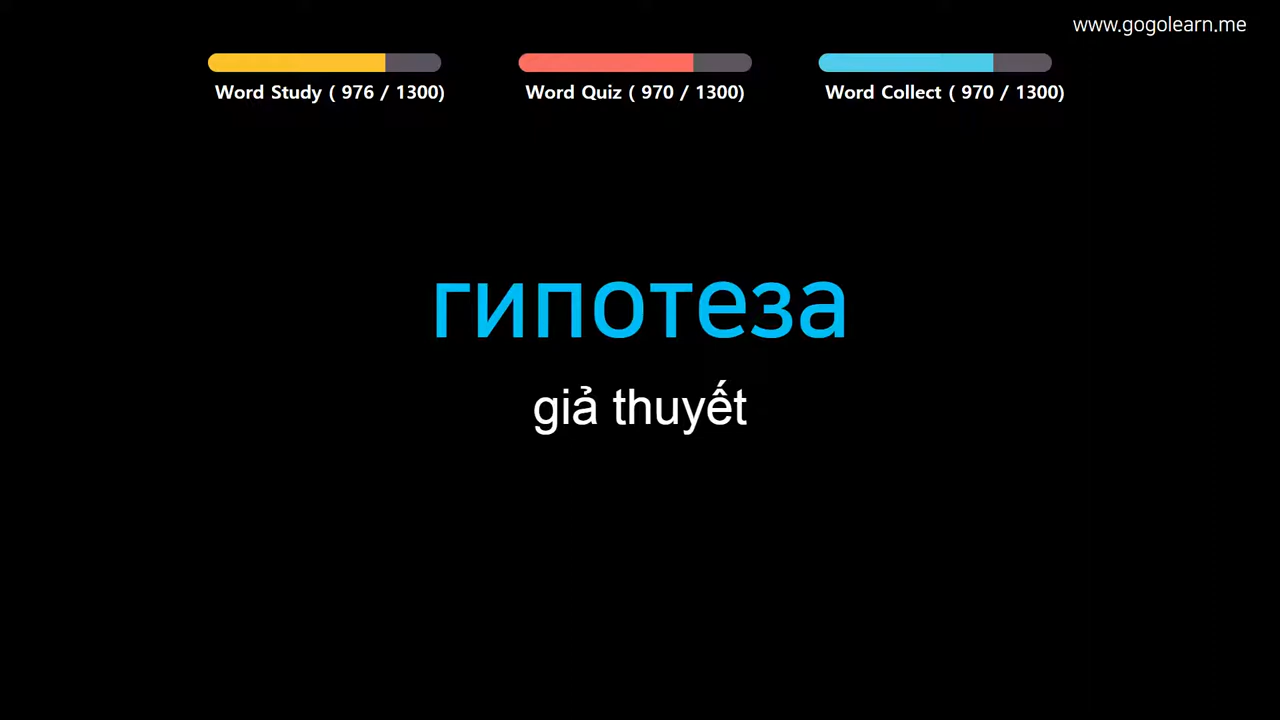 www.gogolearn.me
Word Study ( 976 / 1300)
Word Quiz ( 970 / 1300)
Word Collect ( 970 / 1300)
гипотеза
giả thuyết